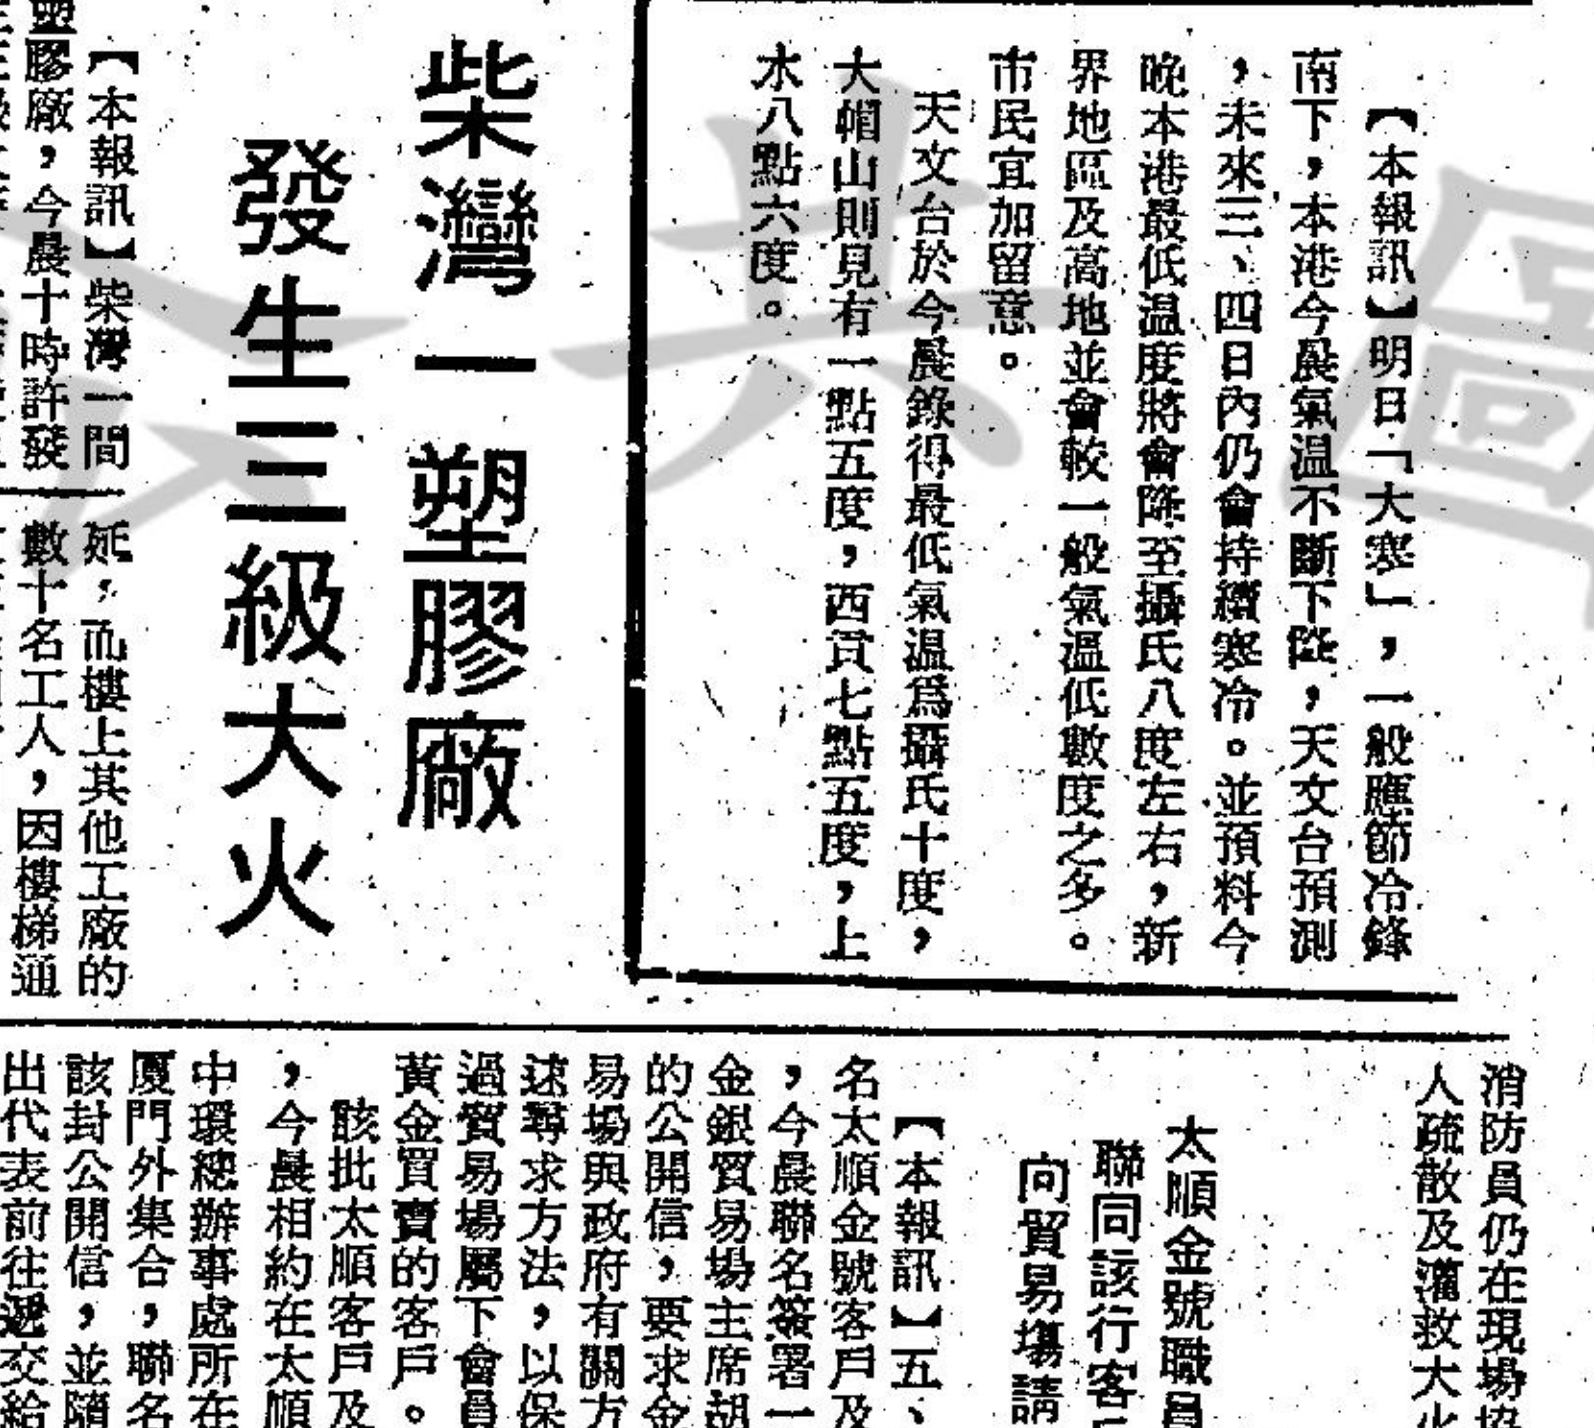 【本報訊】明日「大寒」，一般應節冷鋒
南下，本港今晨氣温不斷下降，天文台預測
，未來三、四日內仍會持續寒冷。並預料今
晚本港最低温度將會降至攝氏八度左右，新
界地區及高地並會較一般氣温低數度之多。
市民宜加留意。
天文台於今晨錄得最低氣温爲攝氏十度，
大帽山則見有一點五度，西貢七點五度，上
水八點六度。
柴灣一塑膠廠
發生三級大火
【本報訊】柴灣一間
塑膠廠，今晨十時許發
延，而樓上其他工廠的
數十名工人，因樓梯通
消防員仍在現場協
人疏散及灌救大火
太順金號職員
聯同該行客戶
向貿易場請
【本報訊】五、
名太順金號客戶及
，今晨聯名簽署一
金銀貿易場主席胡
的公開信，要求金
易場與政府有關方
速尋求方法，以保
過貿易場屬下會員
黃金買賣的客戶。
該批太順客戶及
，今晨相約在太順
中環總辦事處所在
厦門外集合，聯名
該封公開信，並隨
出代表前往遞交給
公共圖